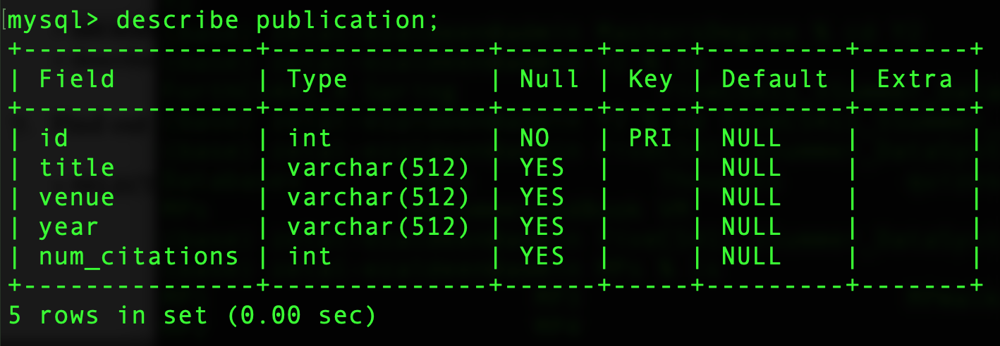 mysql> describe publication;
+---------------+--------------+------+-----+---------+-------+
| Field         | Type         | Null | Key | Default | Extra |
+---------------+--------------+------+-----+---------+-------+
| id            | int          | NO   | PRI | NULL    |       |
| title         | varchar(512) | YES  |     | NULL    |       |
| venue         | varchar(512) | YES  |     | NULL    |       |
| year          | varchar(512) | YES  |     | NULL    |       |
| num_citations | int          | YES  |     | NULL    |       |
+---------------+--------------+------+-----+---------+-------+
5 rows in set (0.00 sec)